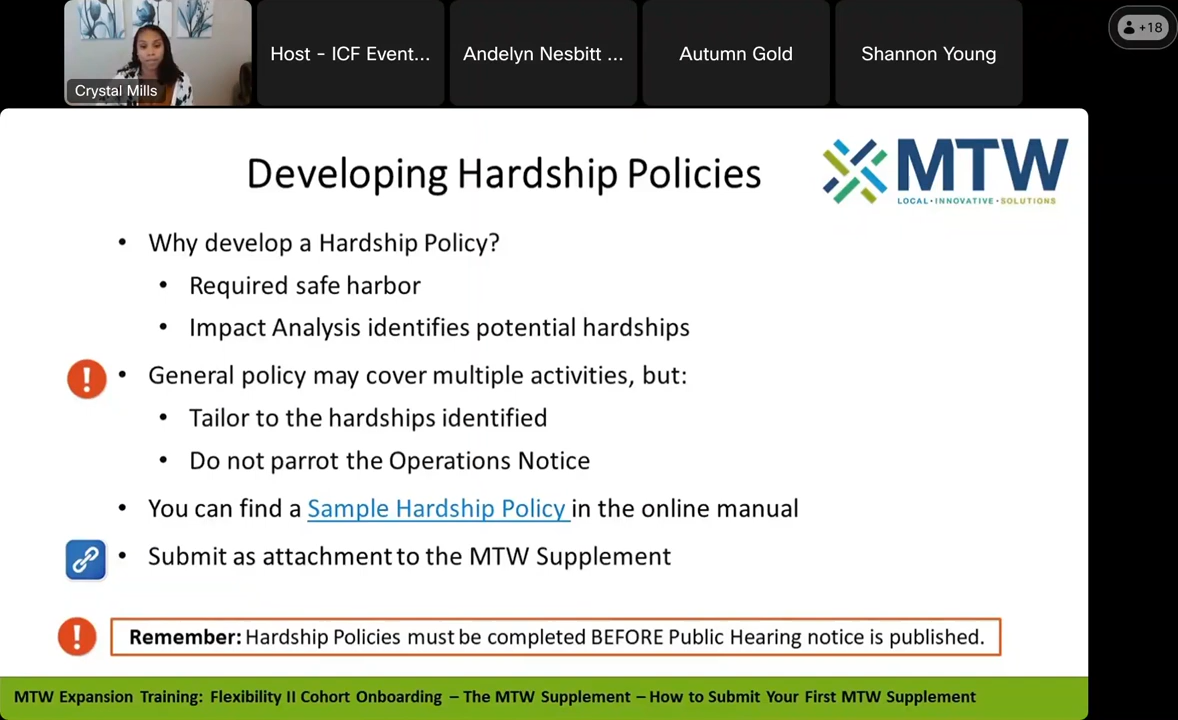 Crystal Mills
Host - ICF Event...
Andelyn Nesbitt ...
Autumn Gold
Shannon Young
+18
Developing Hardship Policies
MTW
LOCAL•INNOVATIVE•SOLUTIONS
• Why develop a Hardship Policy?
• Required safe harbor
• Impact Analysis identifies potential hardships
! • General policy may cover multiple activities, but:
• Tailor to the hardships identified
• Do not parrot the Operations Notice
• You can find a Sample Hardship Policy in the online manual
• Submit as attachment to the MTW Supplement
! Remember: Hardship Policies must be completed BEFORE Public Hearing notice is published.
MTW Expansion Training: Flexibility II Cohort Onboarding – The MTW Supplement – How to Submit Your First MTW Supplement